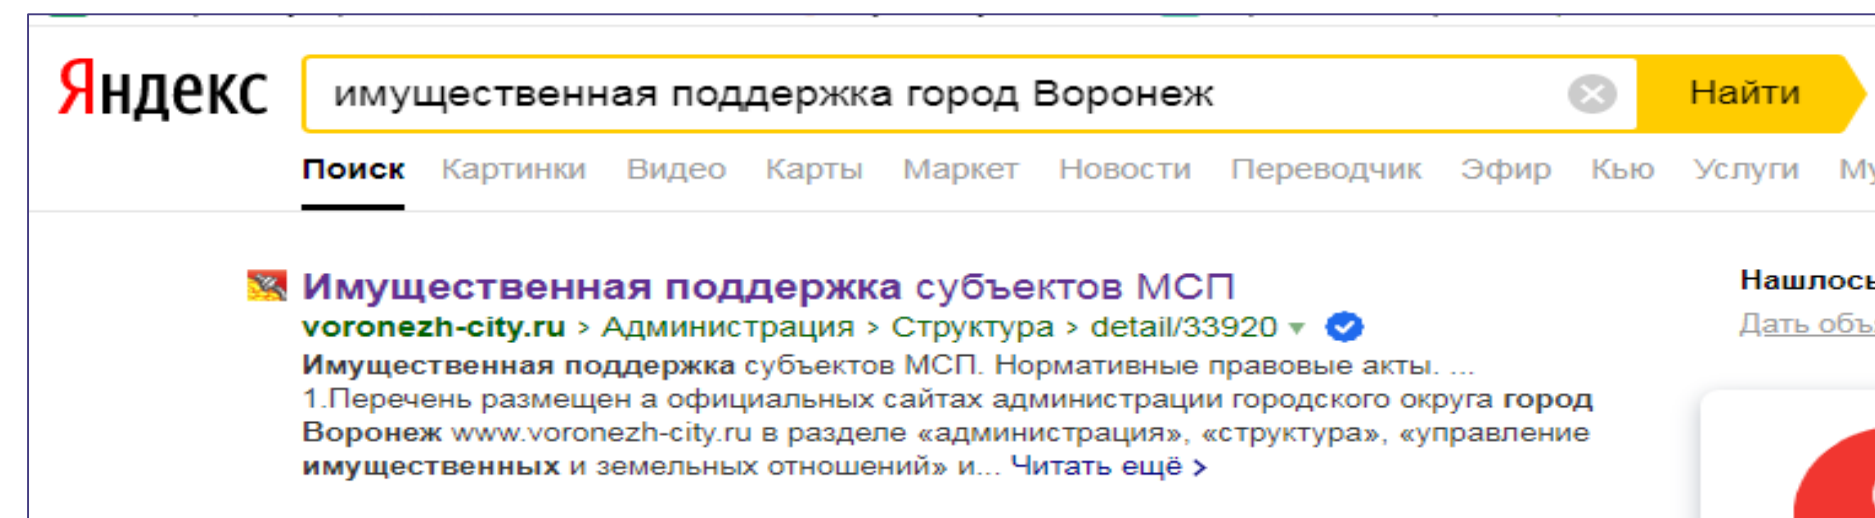 Яндекс
имущественная поддержка город Воронеж
Найти
Поиск Картинки Видео Карты Маркет Новости Переводчик Эфир Кью Услуги
Имущественная поддержка субъектов МСП
voronezh-city.ru > Администрация > Структура > detail/33920
Имущественная поддержка субъектов МСП. Нормативные правовые акты. ...
1.Перечень размещен а официальных сайтах администрации городского округа город
Воронеж www.voronezh-city.ru в разделе «администрация», «структура», «управление
имущественных и земельных отношений» и... Читать ещё >
Нашлось
Дать